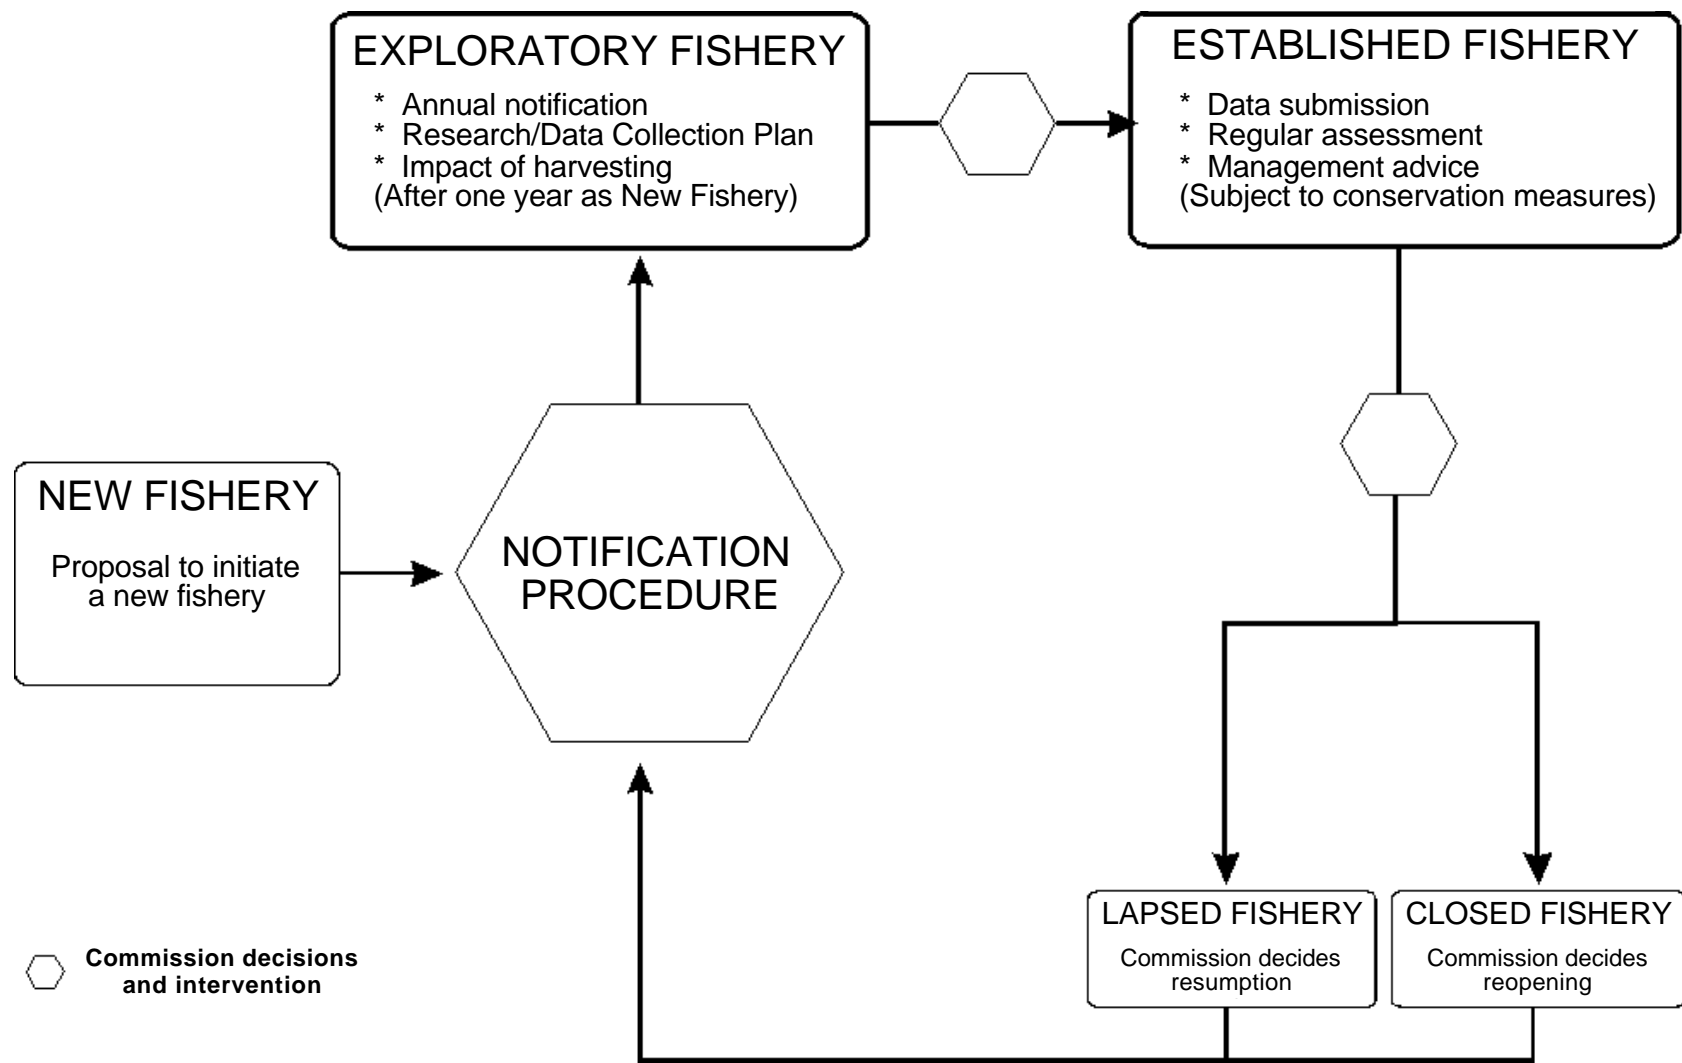 EXPLORATORY FISHERY
* Annual notification
* Research/Data Collection Plan
* Impact of harvesting
(After one year as New Fishery)
ESTABLISHED FISHERY
* Data submission
* Regular assessment
* Management advice
(Subject to conservation measures)
NEW FISHERY
Proposal to initiate
a new fishery
NOTIFICATION
PROCEDURE
LAPSED FISHERY
Commission decides
resumption
CLOSED FISHERY
Commission decides
reopening
Commission decisions
and intervention